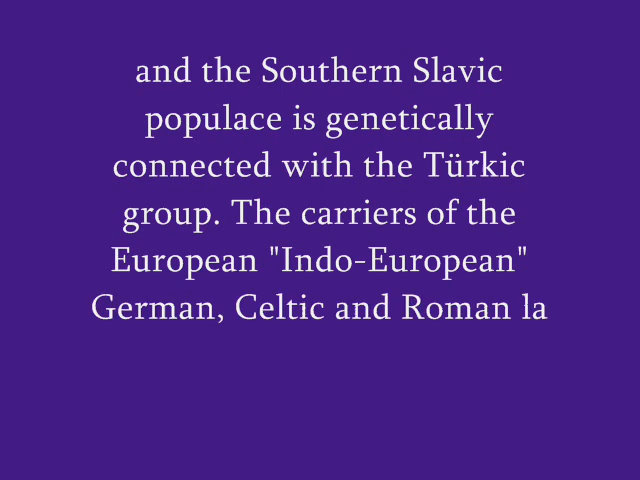 and the Southern Slavic
populace is genetically
connected with the Türkic
group. The carriers of the
European "Indo-European"
German, Celtic and Roman la